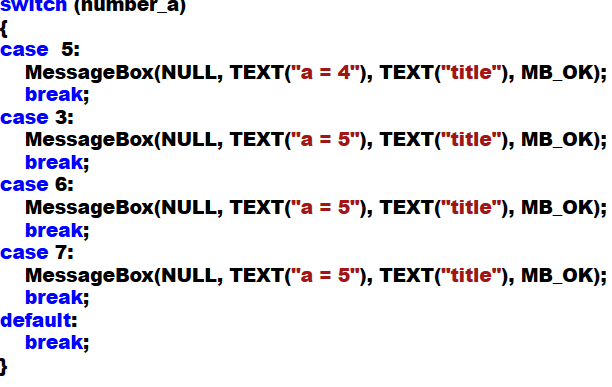 switch (number_a)
{
case  5:
    MessageBox(NULL, TEXT("a = 4"), TEXT("title"), MB_OK);
    break;
case 3:
    MessageBox(NULL, TEXT("a = 5"), TEXT("title"), MB_OK);
    break;
case 6:
    MessageBox(NULL, TEXT("a = 5"), TEXT("title"), MB_OK);
    break;
case 7:
    MessageBox(NULL, TEXT("a = 5"), TEXT("title"), MB_OK);
    break;
default:
    break;
}